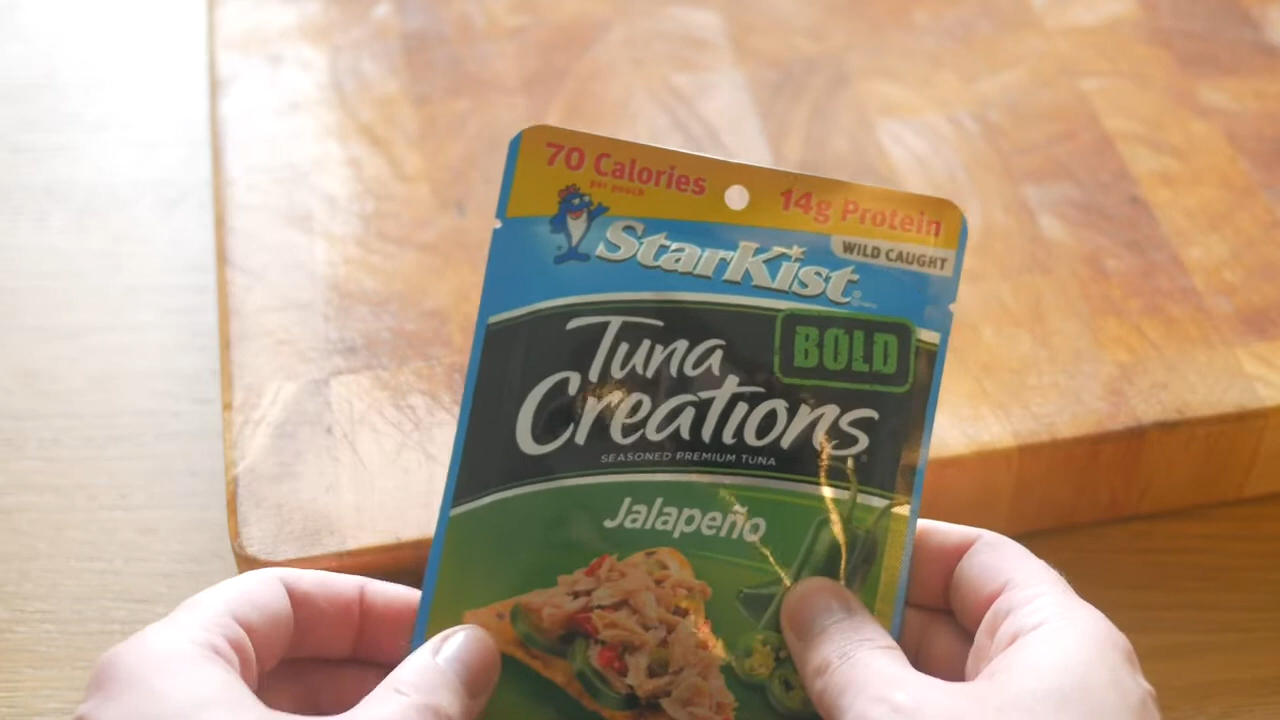 70 Calories
per pouch
14g Protein
WILD CAUGHT
StarKist
Tuna
Creations
BOLD
SEASONED PREMIUM TUNA
Jalapeño